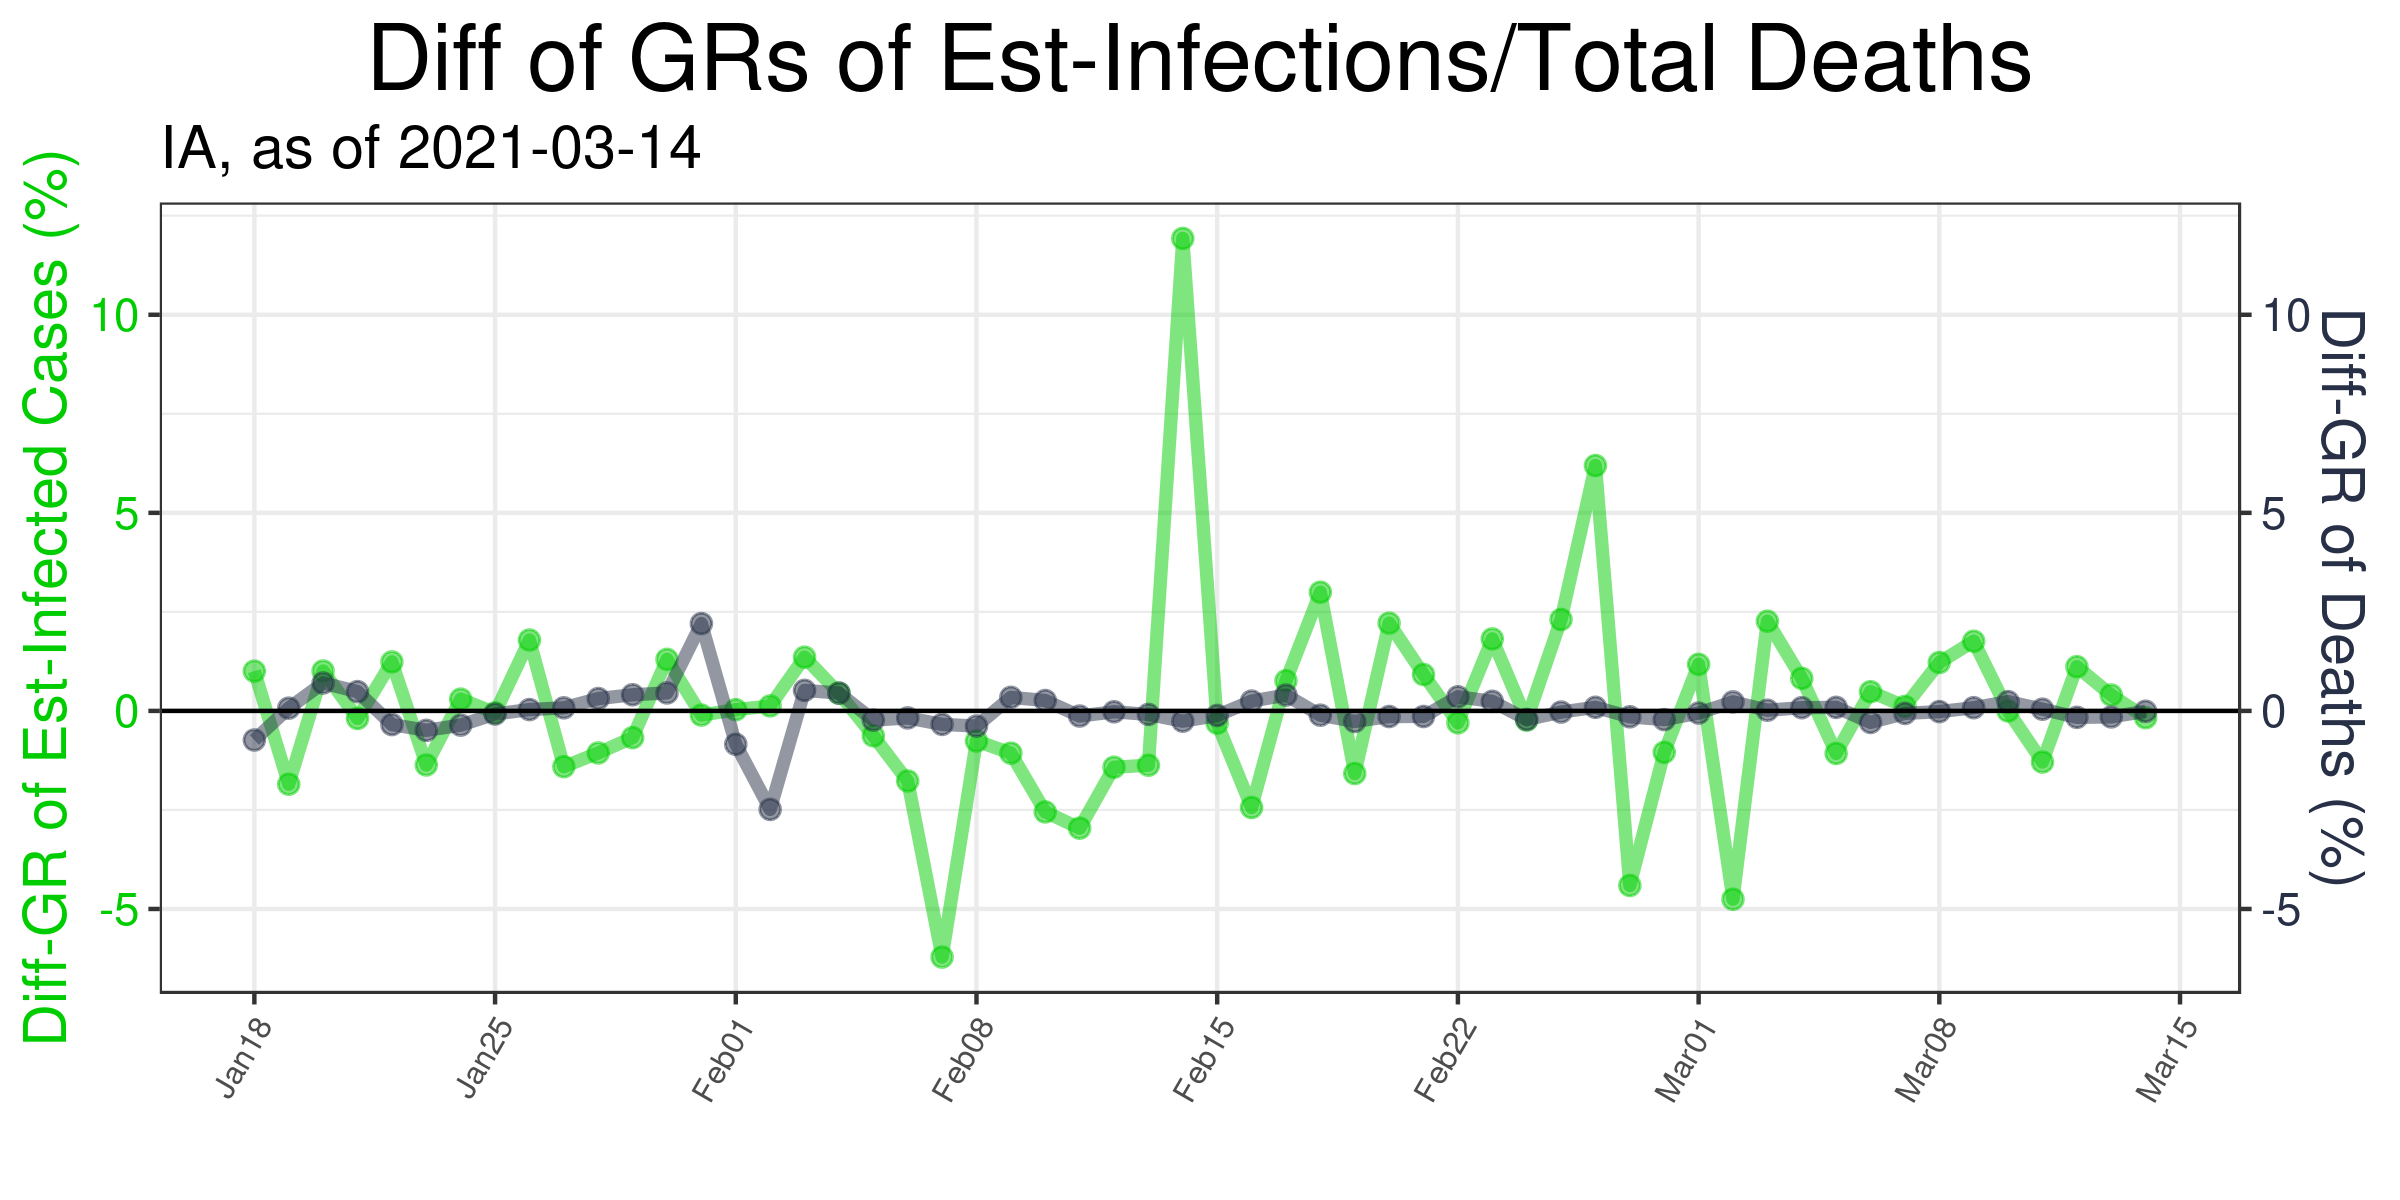 Diff of GRs of Est-Infections/Total Deaths
IA, as of 2021-03-14
Diff-GR of Est-Infected Cases (%)
10
5
0
-5
10
5
0
-5
Diff-GR of Deaths (%)
Jan18
Jan25
Feb01
Feb08
Feb15
Feb22
Mar01
Mar08
Mar15